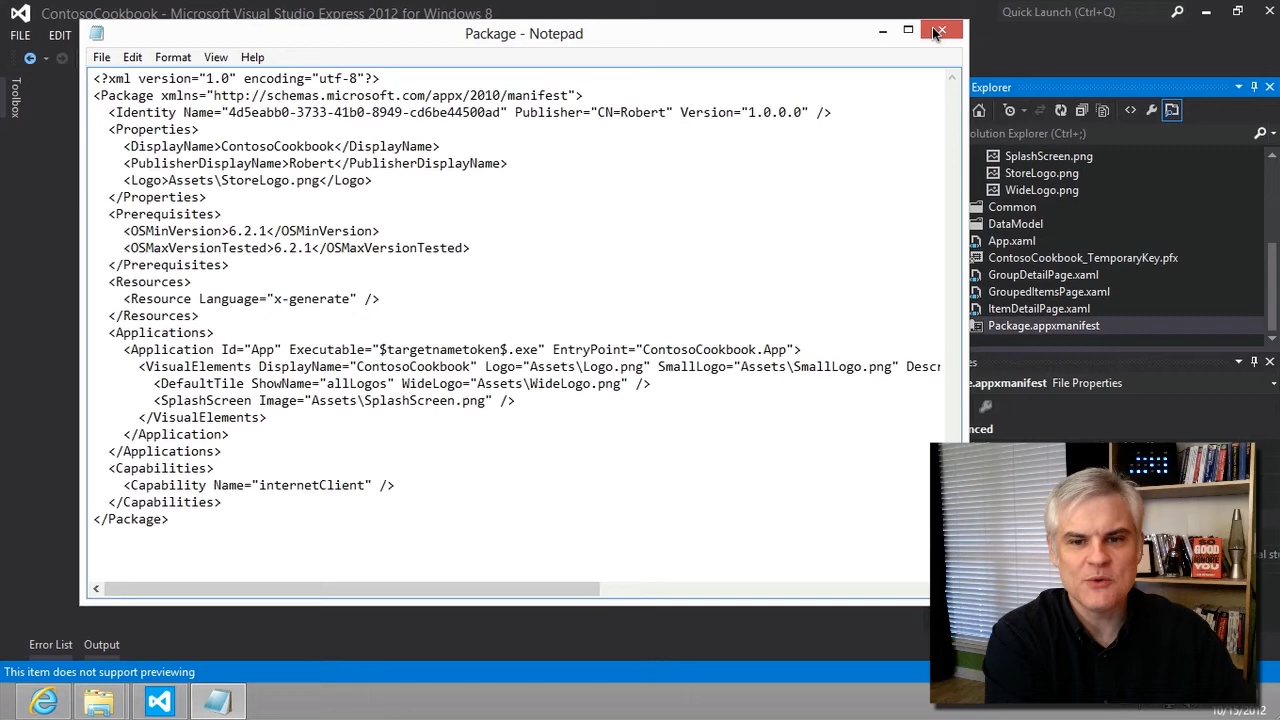 ContosoCookbook - Microsoft Visual Studio Express 2012 for Windows 8
Quick Launch (Ctrl+Q)
FILE EDIT
Package - Notepad
File Edit Format View Help
<?xml version="1.0" encoding="utf-8"?>
<Package xmlns="http://schemas.microsoft.com/appx/2010/manifest">
<Identity Name="4d5eabb0-3733-41b0-8949-cd6be44500ad" Publisher="CN=Robert" Version="1.0.0.0" />
<Properties>
<DisplayName>ContosoCookbook</DisplayName>
<PublisherDisplayName>Robert</PublisherDisplayName>
<Logo>Assets\StoreLogo.png</Logo>
</Properties>
<Prerequisites>
<OSMinVersion>6.2.1</OSMinVersion>
<OSMaxVersionTested>6.2.1</OSMaxVersionTested>
</Prerequisites>
<Resources>
<Resource Language="x-generate" />
</Resources>
<Applications>
<Application Id="App" Executable="$targetnametoken$.exe" EntryPoint="ContosoCookbook.App">
<VisualElements DisplayName="ContosoCookbook" Logo="Assets\Logo.png" SmallLogo="Assets\SmallLogo.png" Descr
<DefaultTile ShowName="allLogos" WideLogo="Assets\WideLogo.png" />
<SplashScreen Image="Assets\SplashScreen.png" />
</VisualElements>
</Application>
</Applications>
<Capabilities>
<Capability Name="internetClient" />
</Capabilities>
</Package>
Toolbox
Explorer
olution Explorer (Ctrl+;)
SplashScreen.png
StoreLogo.png
WideLogo.png
Common
DataModel
App.xaml
ContosoCookbook_TemporaryKey.pfx
GroupDetailPage.xaml
GroupedItemsPage.xaml
ItemDetailPage.xaml
Package.appxmanifest
es
e.appxmanifest File Properties
nced
SO GOOD
IGNORE YOU
Error List Output
This item does not support previewing
10/15/2012